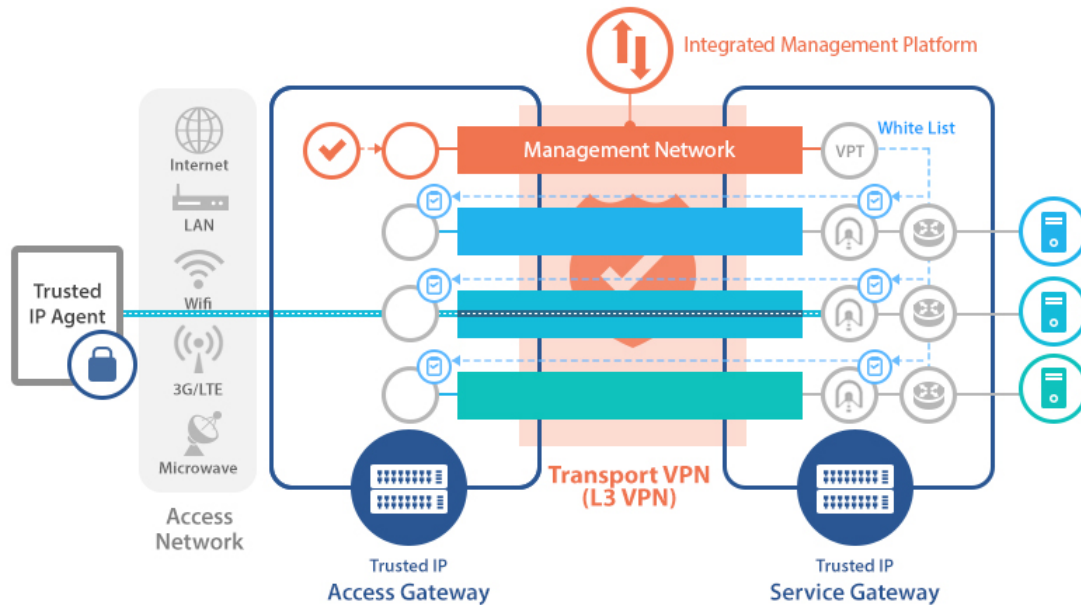 Integrated Management Platform
White List
Management Network
VPT
Internet
LAN
Wifi
3G/LTE
Microwave
Trusted
IP Agent
Access
Network
Transport VPN
(L3 VPN)
Trusted IP
Access Gateway
Trusted IP
Service Gateway